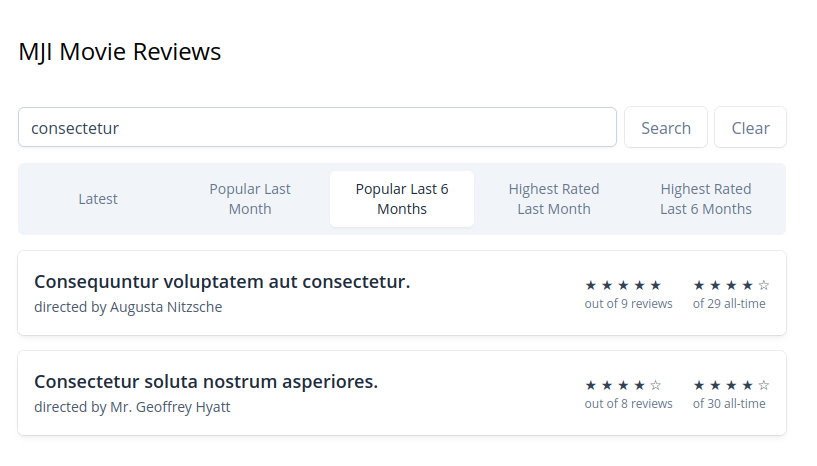 MJI Movie Reviews
consectetur
Search
Clear
Latest
Popular Last
Month
Popular Last 6
Months
Highest Rated
Last Month
Highest Rated
Last 6 Months
Consequuntur voluptatem aut consectetur.
directed by Augusta Nitzsche
★★★★★
out of 9 reviews
★★★★☆
of 29 all-time
Consectetur soluta nostrum asperiores.
directed by Mr. Geoffrey Hyatt
★★★★☆
out of 8 reviews
★★★★☆
of 30 all-time